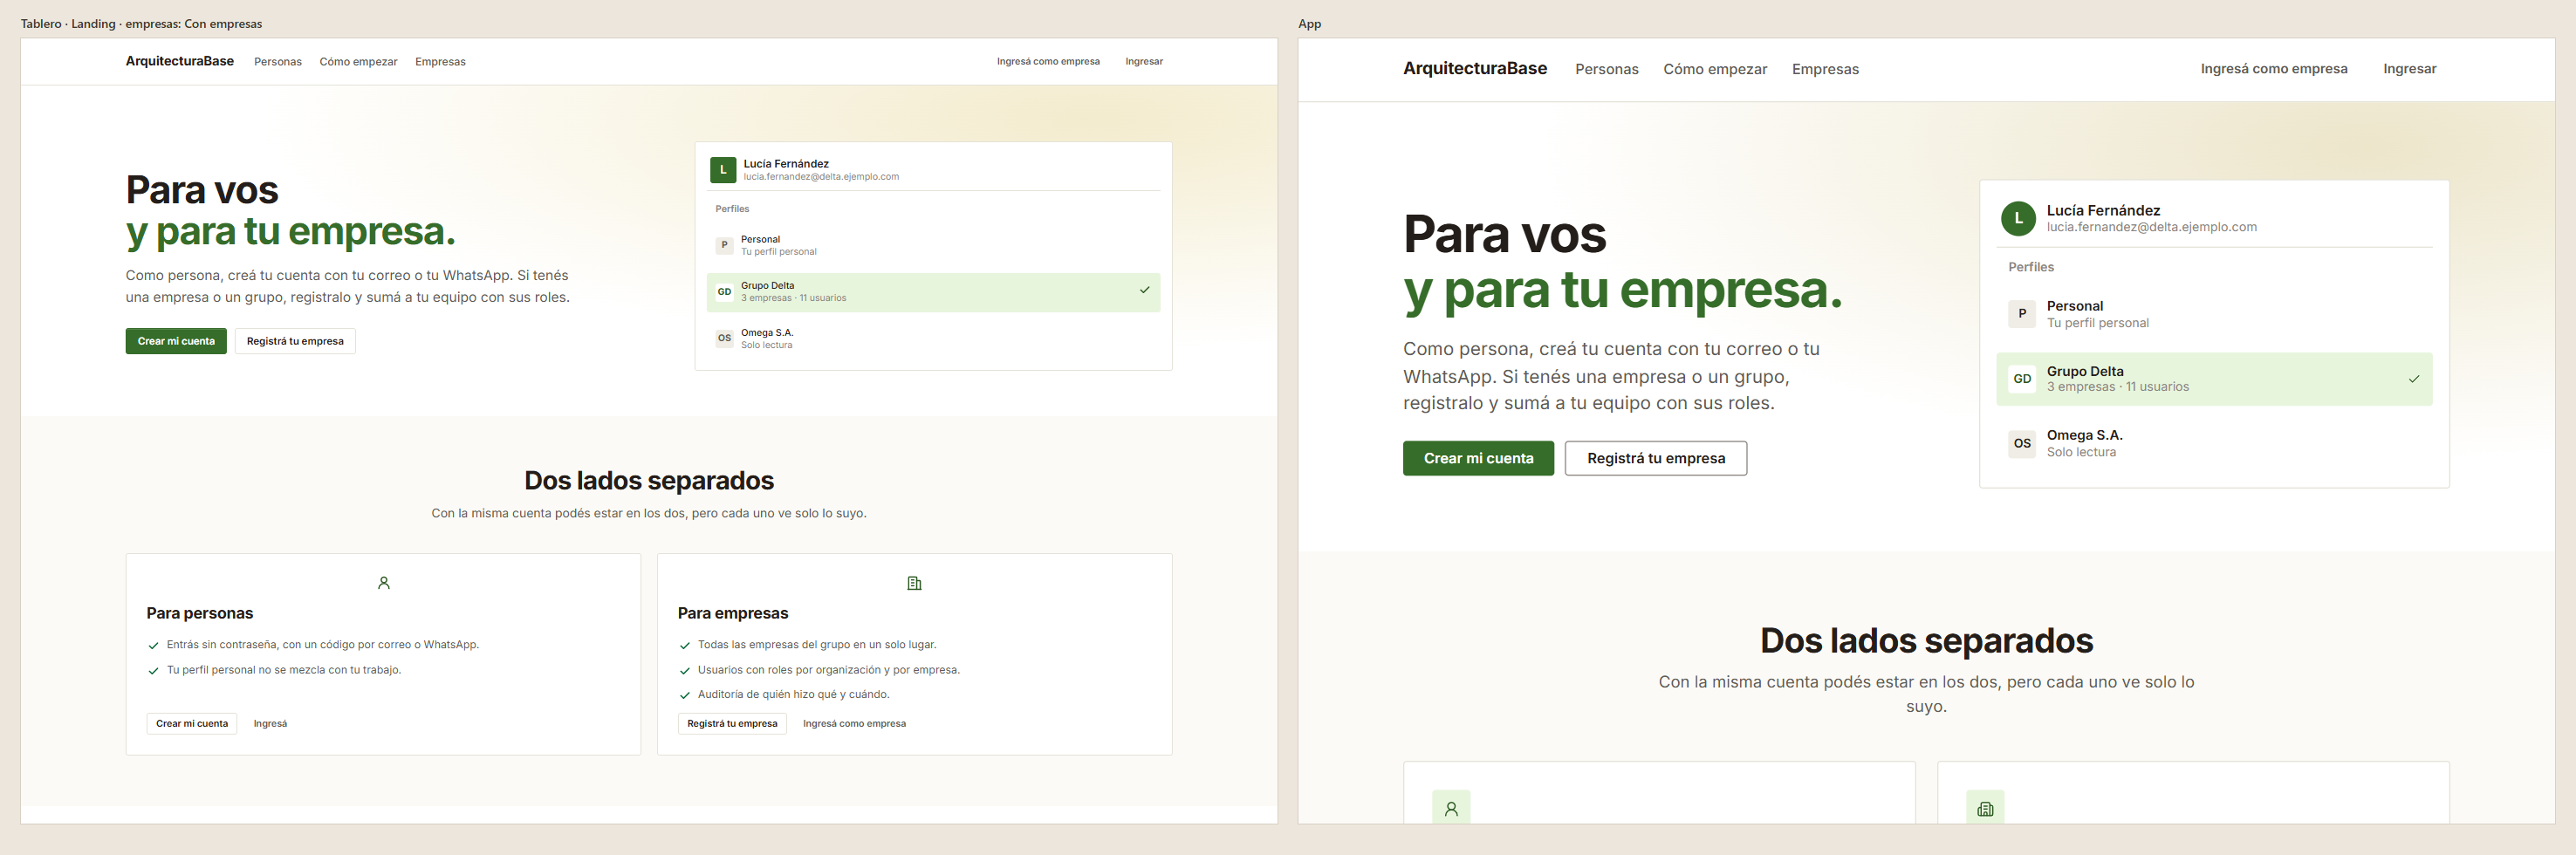 Tablero · Landing · empresas: Con empresas
ArquitecturaBase Personas Cómo empezar Empresas Ingresá como empresa Ingresar
Para vos
y para tu empresa.
Como persona, creá tu cuenta con tu correo o tu WhatsApp. Si tenés
una empresa o un grupo, registralo y sumá a tu equipo con sus roles.
Crear mi cuenta Registrá tu empresa
L
Lucía Fernández
lucia.fernandez@delta.ejemplo.com
Perfiles
P
Personal
Tu perfil personal
GD
Grupo Delta
3 empresas · 11 usuarios
OS
Omega S.A.
Solo lectura
Dos lados separados
Con la misma cuenta podés estar en los dos, pero cada uno ve solo lo suyo.
Para personas
Entrás sin contraseña, con un código por correo o WhatsApp.
Tu perfil personal no se mezcla con tu trabajo.
Crear mi cuenta Ingresá
Para empresas
Todas las empresas del grupo en un solo lugar.
Usuarios con roles por organización y por empresa.
Auditoría de quién hizo qué y cuándo.
Registrá tu empresa Ingresá como empresa
App
ArquitecturaBase Personas Cómo empezar Empresas Ingresá como empresa Ingresar
Para vos
y para tu empresa.
Como persona, creá tu cuenta con tu correo o tu
WhatsApp. Si tenés una empresa o un grupo,
registralo y sumá a tu equipo con sus roles.
Crear mi cuenta Registrá tu empresa
L
Lucía Fernández
lucia.fernandez@delta.ejemplo.com
Perfiles
P
Personal
Tu perfil personal
GD
Grupo Delta
3 empresas · 11 usuarios
OS
Omega S.A.
Solo lectura
Dos lados separados
Con la misma cuenta podés estar en los dos, pero cada uno ve solo lo
suyo.